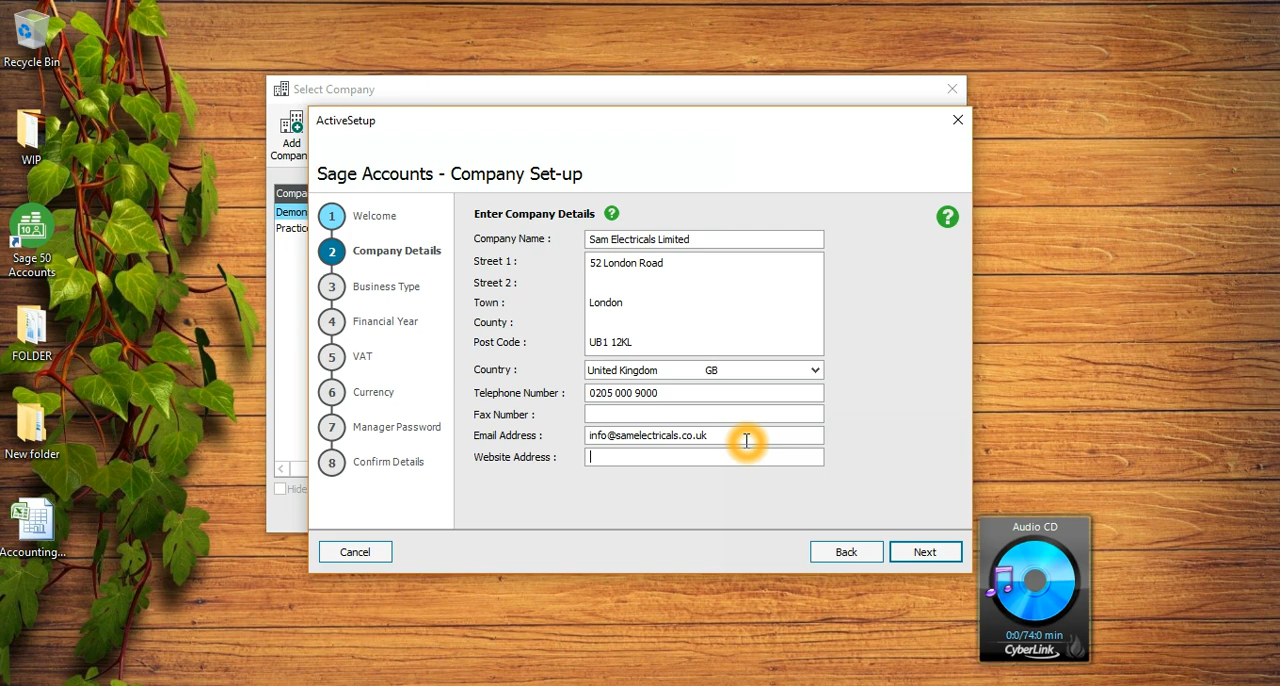 Recycle Bin
WIP
Sage 50
Accounts
FOLDER
New folder
Accounting...
Select Company
Add
Compan
Compa
Demon
Practice
Hide
ActiveSetup
Sage Accounts - Company Set-up
1 Welcome
2 Company Details
3 Business Type
4 Financial Year
5 VAT
6 Currency
7 Manager Password
8 Confirm Details
Enter Company Details ?
?
Company Name : Sam Electricals Limited
Street 1 : 52 London Road
Street 2 :
Town : London
County :
Post Code : UB1 12KL
Country : United Kingdom GB
Telephone Number : 0205 000 9000
Fax Number :
Email Address : info@samelectricals.co.uk
Website Address :
Cancel
Back
Next
Audio CD
0:0/74:0 min
CyberLink